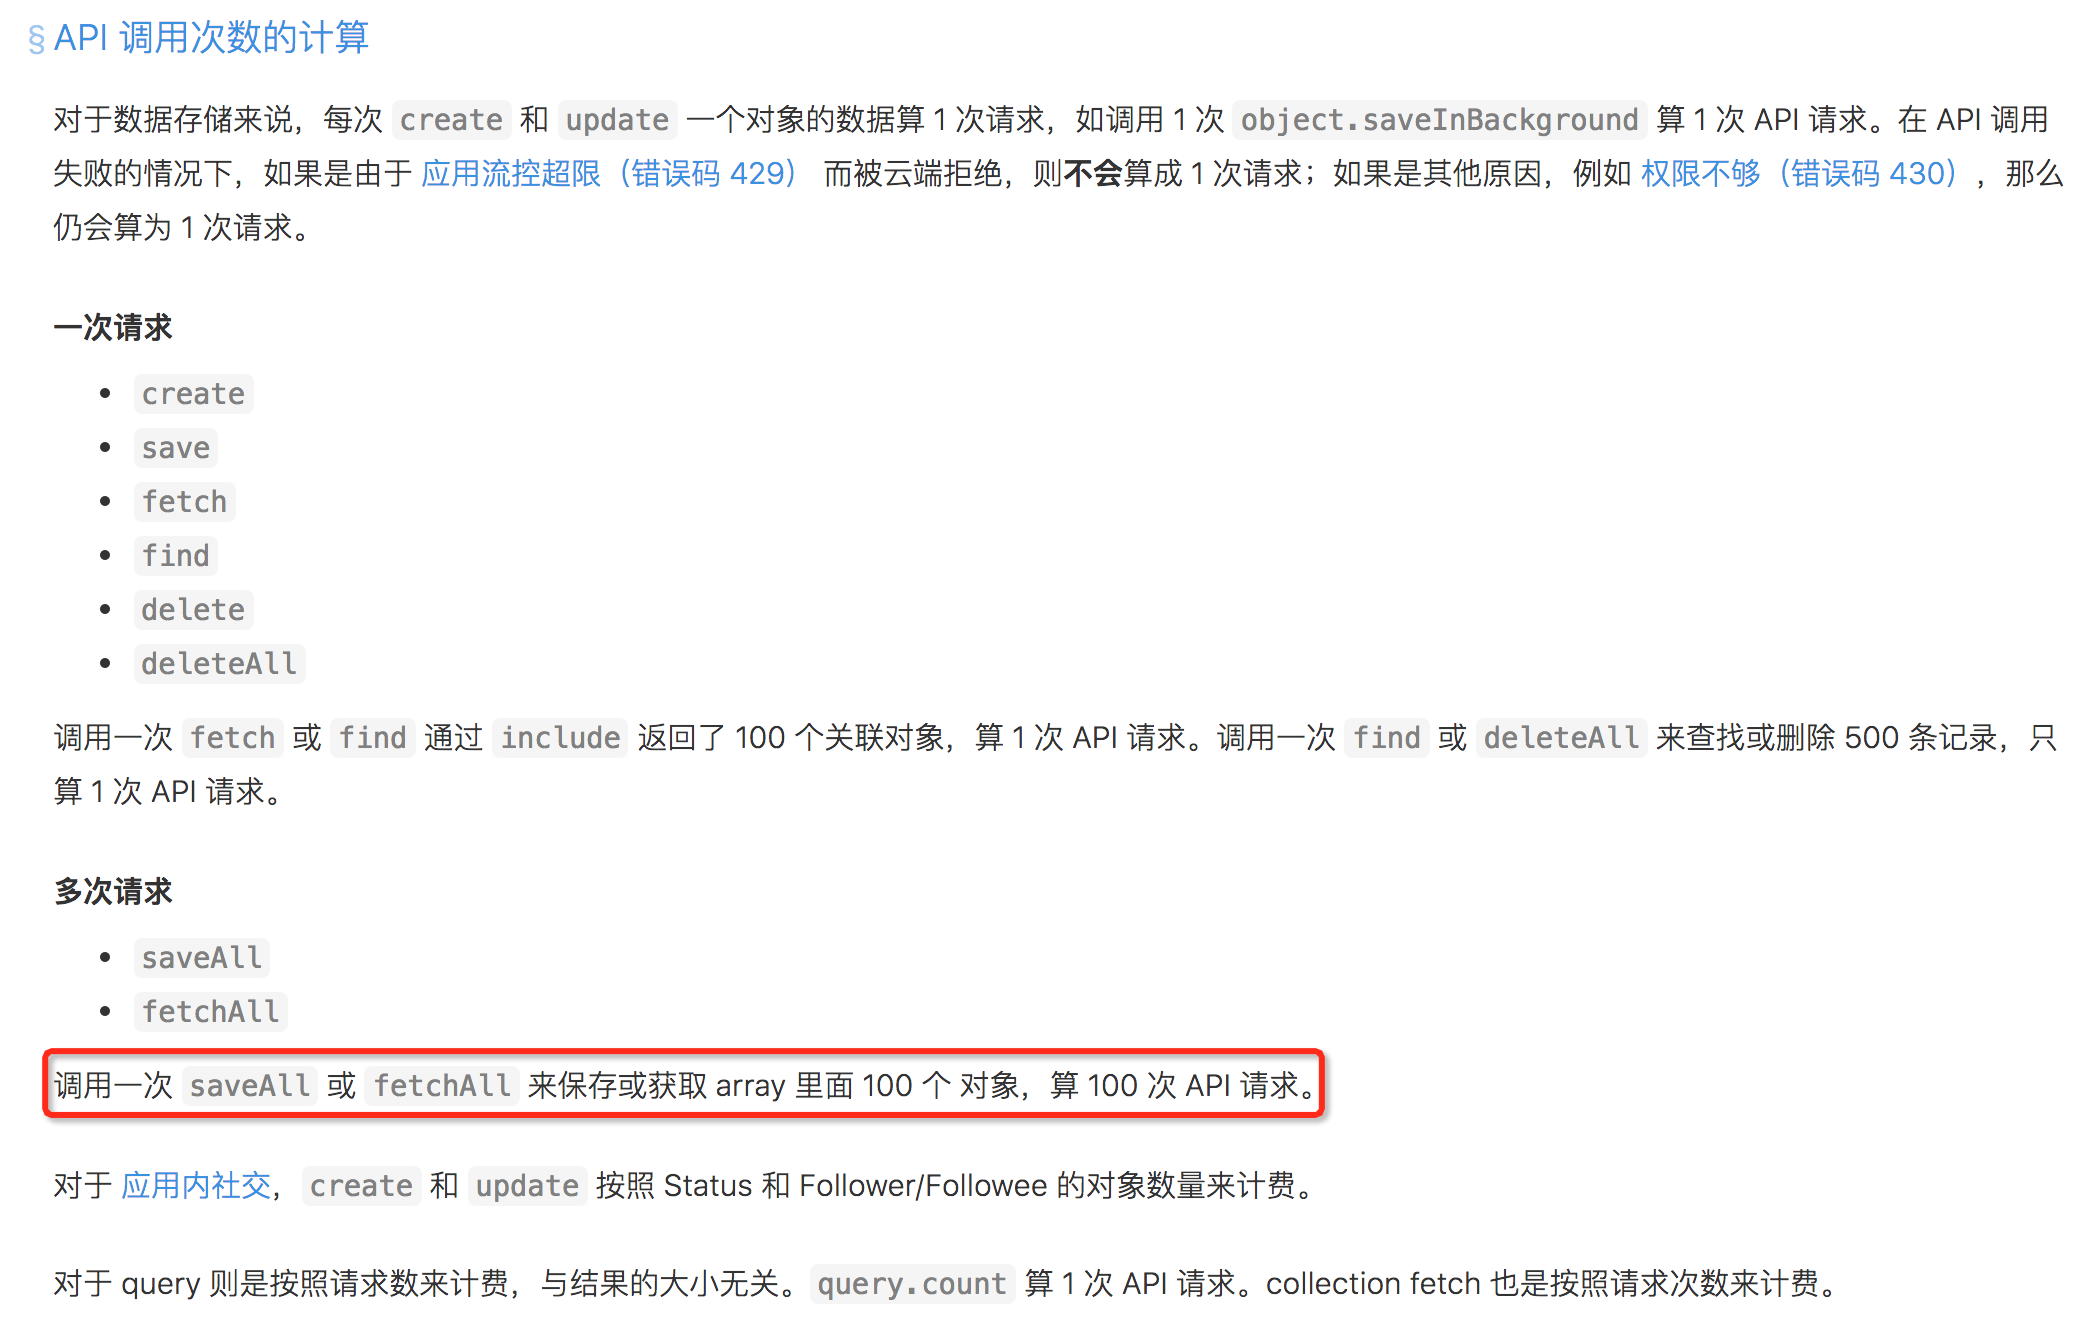 § API 调用次数的计算
对于数据存储来说，每次 create 和 update 一个对象的数据算 1 次请求，如调用 1 次 object.saveInBackground 算 1 次 API 请求。在 API 调用
失败的情况下，如果是由于 应用流控超限（错误码 429） 而被云端拒绝，则不会算成 1 次请求；如果是其他原因，例如 权限不够（错误码 430），那么
仍会算为 1 次请求。
一次请求
• create
• save
• fetch
• find
• delete
• deleteAll
调用一次 fetch 或 find 通过 include 返回了 100 个关联对象，算 1 次 API 请求。调用一次 find 或 deleteAll 来查找或删除 500 条记录，只
算 1 次 API 请求。
多次请求
• saveAll
• fetchAll
调用一次 saveAll 或 fetchAll 来保存或获取 array 里面 100 个 对象，算 100 次 API 请求。
对于 应用内社交，create 和 update 按照 Status 和 Follower/Followee 的对象数量来计费。
对于 query 则是按照请求数来计费，与结果的大小无关。query.count 算 1 次 API 请求。collection fetch 也是按照请求次数来计费。